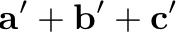 a′ + b′ + c′